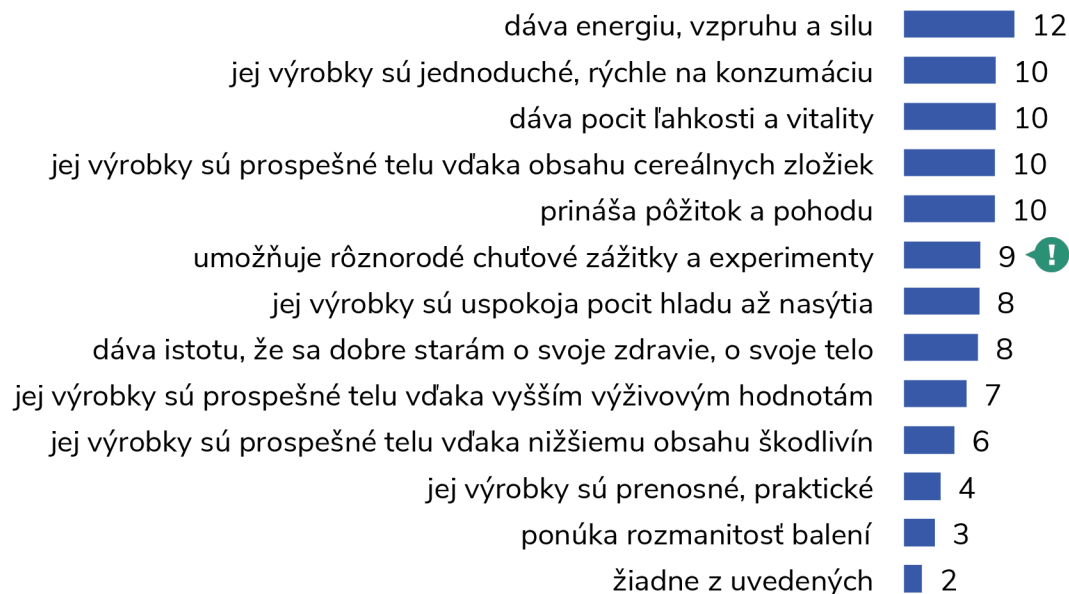 dáva energiu, vzpruhu a silu 12
jej výrobky sú jednoduché, rýchle na konzumáciu 10
dáva pocit ľahkosti a vitality 10
jej výrobky sú prospešné telu vďaka obsahu cereálnych zložiek 10
prináša pôžitok a pohodu 10
umožňuje rôznorodé chuťové zážitky a experimenty 9 !
jej výrobky sú uspokoja pocit hladu až nasýtia 8
dáva istotu, že sa dobre starám o svoje zdravie, o svoje telo 8
jej výrobky sú prospešné telu vďaka vyšším výživovým hodnotám 7
jej výrobky sú prospešné telu vďaka nižšiemu obsahu škodlivín 6
jej výrobky sú prenosné, praktické 4
ponúka rozmanitosť balení 3
žiadne z uvedených 2